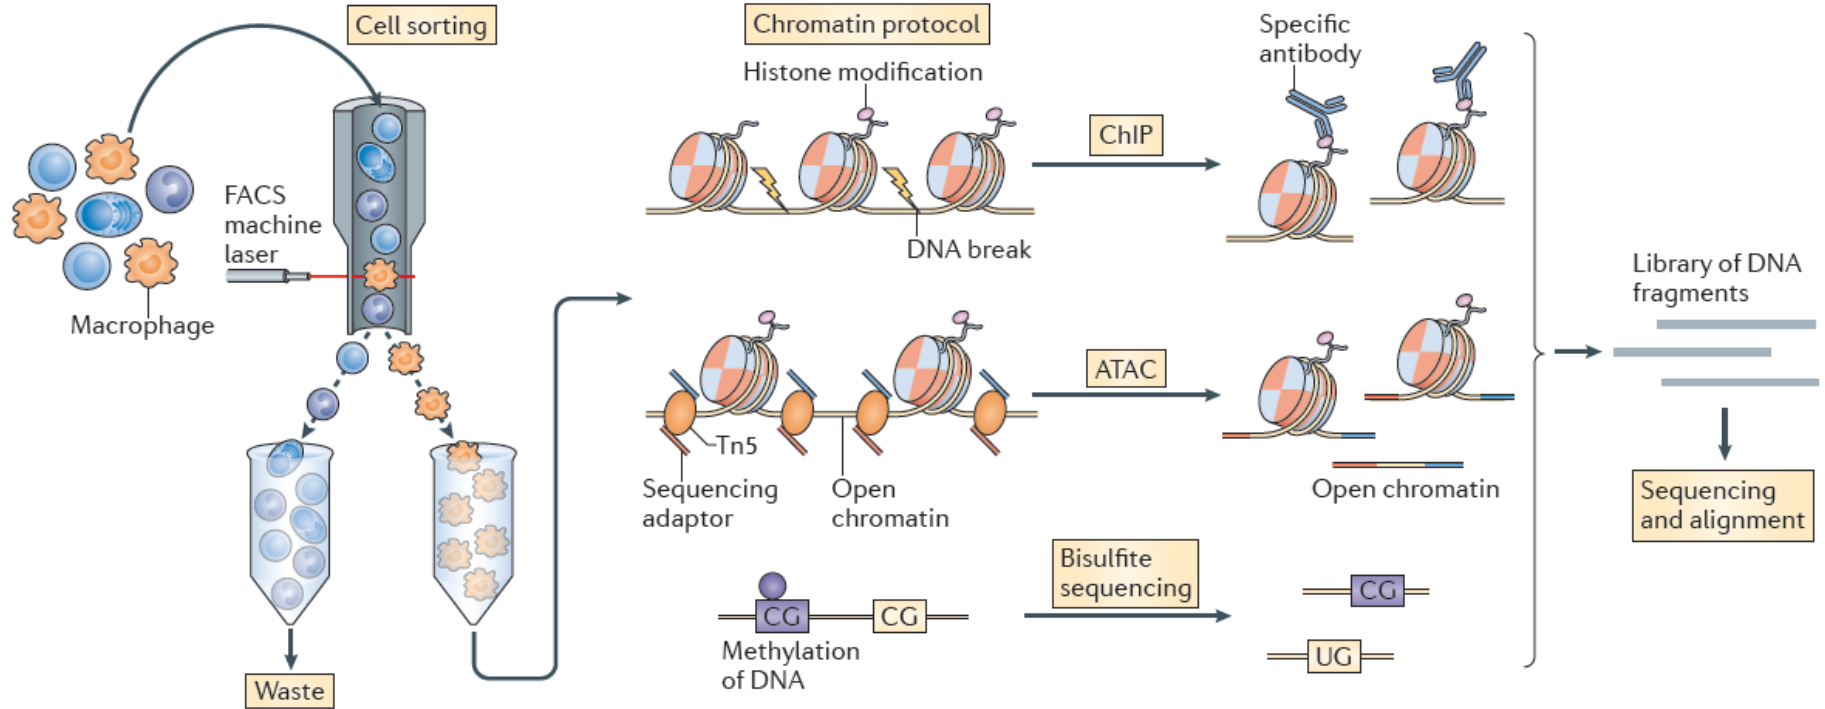 Cell sorting
FACS
machine
laser
Macrophage
Waste
Chromatin protocol
Histone modification
DNA break
ChIP
Specific
antibody
Tn5
Sequencing
adaptor
Open
chromatin
ATAC
Open chromatin
CG
CG
Methylation
of DNA
Bisulfite
sequencing
CG
UG
Library of DNA
fragments
Sequencing
and alignment